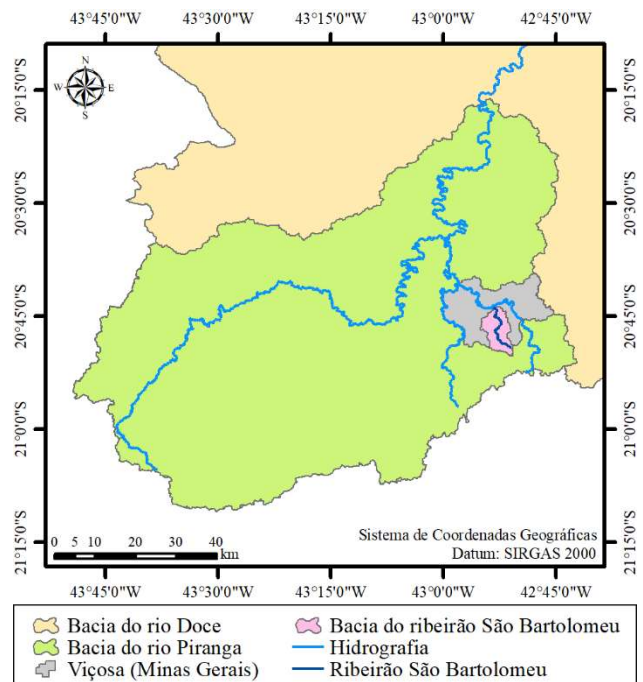 43°45'0"W 43°30'0"W 43°15'0"W 43°00'0"W 42°45'0"W
N
W E
S
20°15'0"S 20°15'0"S
20°30'0"S 20°30'0"S
20°45'0"S 20°45'0"S
21°00'0"S 21°00'0"S
21°15'0"S 21°15'0"S
0 5 10 20 30 40
km
Sistema de Coordenadas Geográficas
Datum: SIRGAS 2000
43°45'0"W 43°30'0"W 43°15'0"W 43°00'0"W 42°45'0"W
Bacia do rio Doce Bacia do ribeirão São Bartolomeu
Bacia do rio Piranga Hidrografia
Viçosa (Minas Gerais) Ribeirão São Bartolomeu